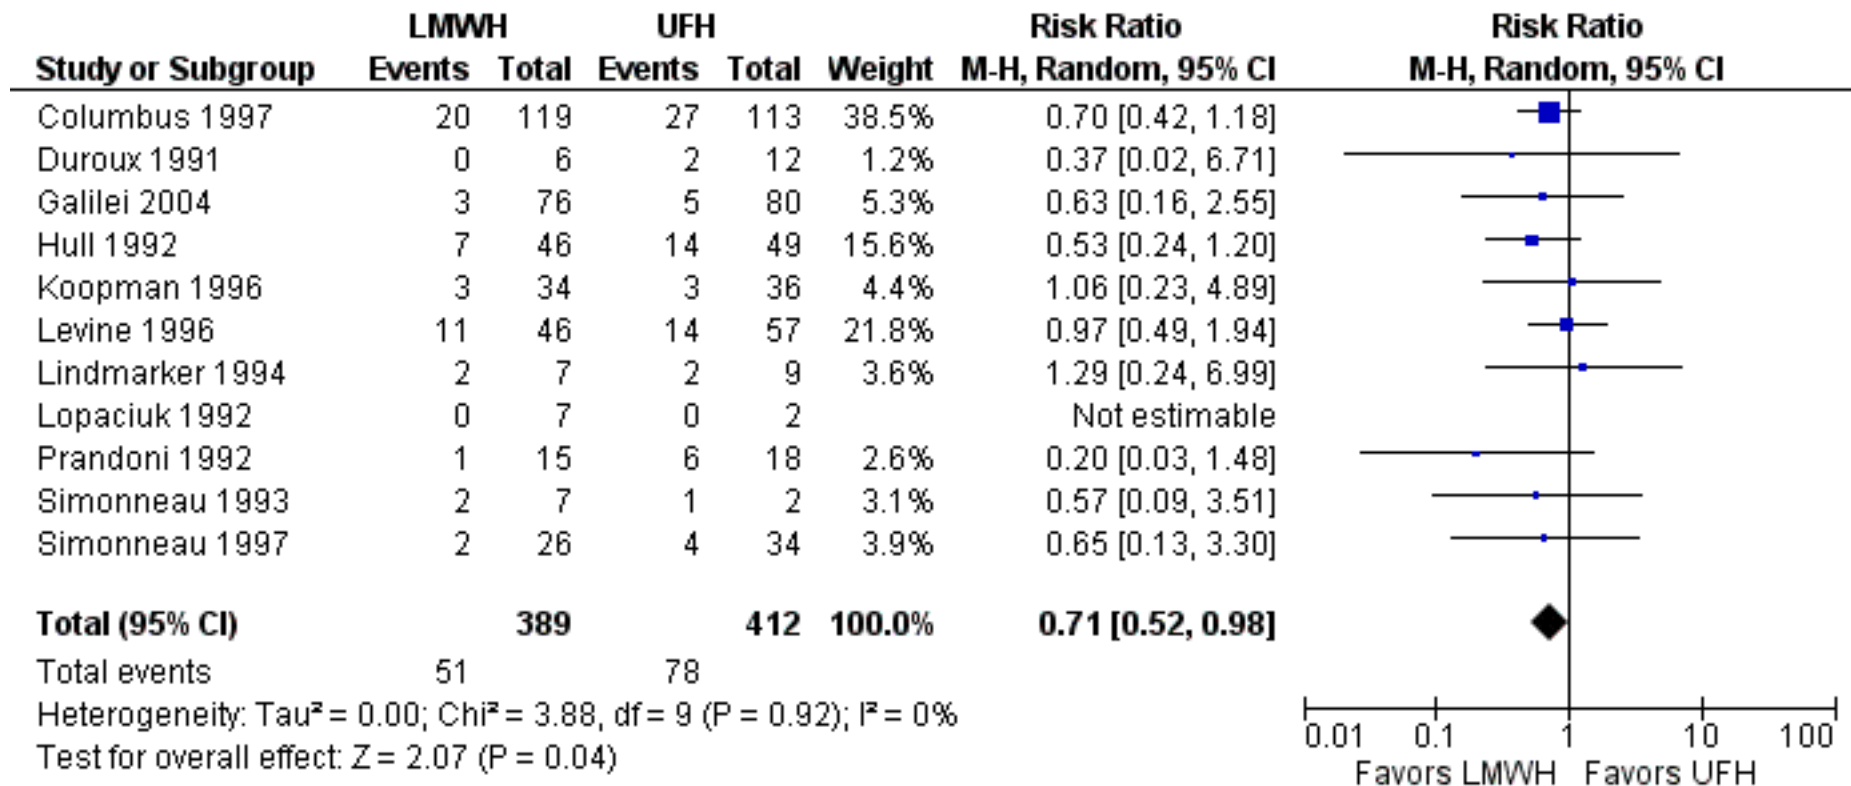 LMWH UFH Risk Ratio Risk Ratio
Study or Subgroup Events Total Events Total Weight M-H, Random, 95% CI M-H, Random, 95% CI
Columbus 1997 20 119 27 113 38.5% 0.70 [0.42, 1.18]
Duroux 1991 0 6 2 12 1.2% 0.37 [0.02, 6.71]
Galilei 2004 3 76 5 80 5.3% 0.63 [0.16, 2.55]
Hull 1992 7 46 14 49 15.6% 0.53 [0.24, 1.20]
Koopman 1996 3 34 3 36 4.4% 1.06 [0.23, 4.89]
Levine 1996 11 46 14 57 21.8% 0.97 [0.49, 1.94]
Lindmarker 1994 2 7 2 9 3.6% 1.29 [0.24, 6.99]
Lopaciuk 1992 0 7 0 2 Not estimable
Prandoni 1992 1 15 6 18 2.6% 0.20 [0.03, 1.48]
Simonneau 1993 2 7 1 2 3.1% 0.57 [0.09, 3.51]
Simonneau 1997 2 26 4 34 3.9% 0.65 [0.13, 3.30]
Total (95% CI) 389 412 100.0% 0.71 [0.52, 0.98]
Total events 51 78
Heterogeneity: Tau² = 0.00; Chi² = 3.88, df = 9 (P = 0.92); I² = 0%
Test for overall effect: Z = 2.07 (P = 0.04)
0.01 0.1 1 10 100
Favors LMWH Favors UFH